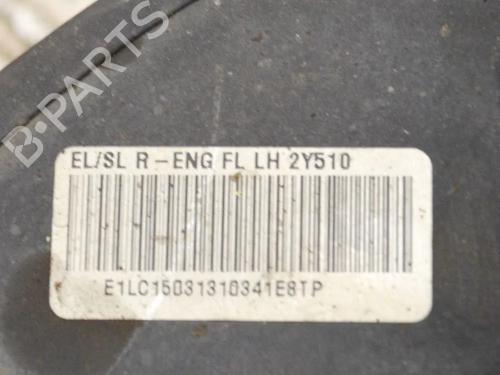 B-PARTS
EL/SL R-ENG FL LH 2Y510
E1LC15031310341E8TP